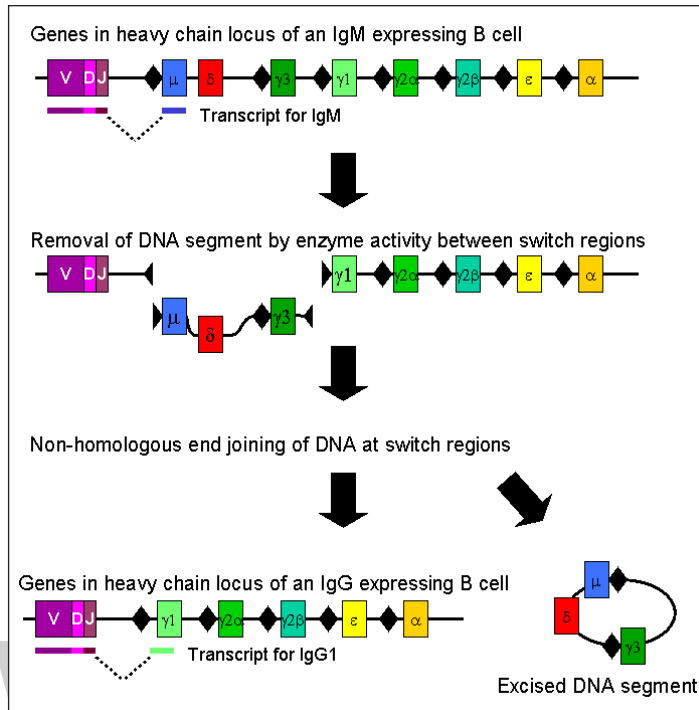 Genes in heavy chain locus of an IgM expressing B cell
V D J μ δ γ3 γ1 γ2α γ2β ε α
Transcript for IgM
Removal of DNA segment by enzyme activity between switch regions
V D J γ1 γ2α γ2β ε α
μ δ γ3
Non-homologous end joining of DNA at switch regions
Genes in heavy chain locus of an IgG expressing B cell
V D J γ1 γ2α γ2β ε α
Transcript for IgG1
μ
δ
γ3
Excised DNA segment